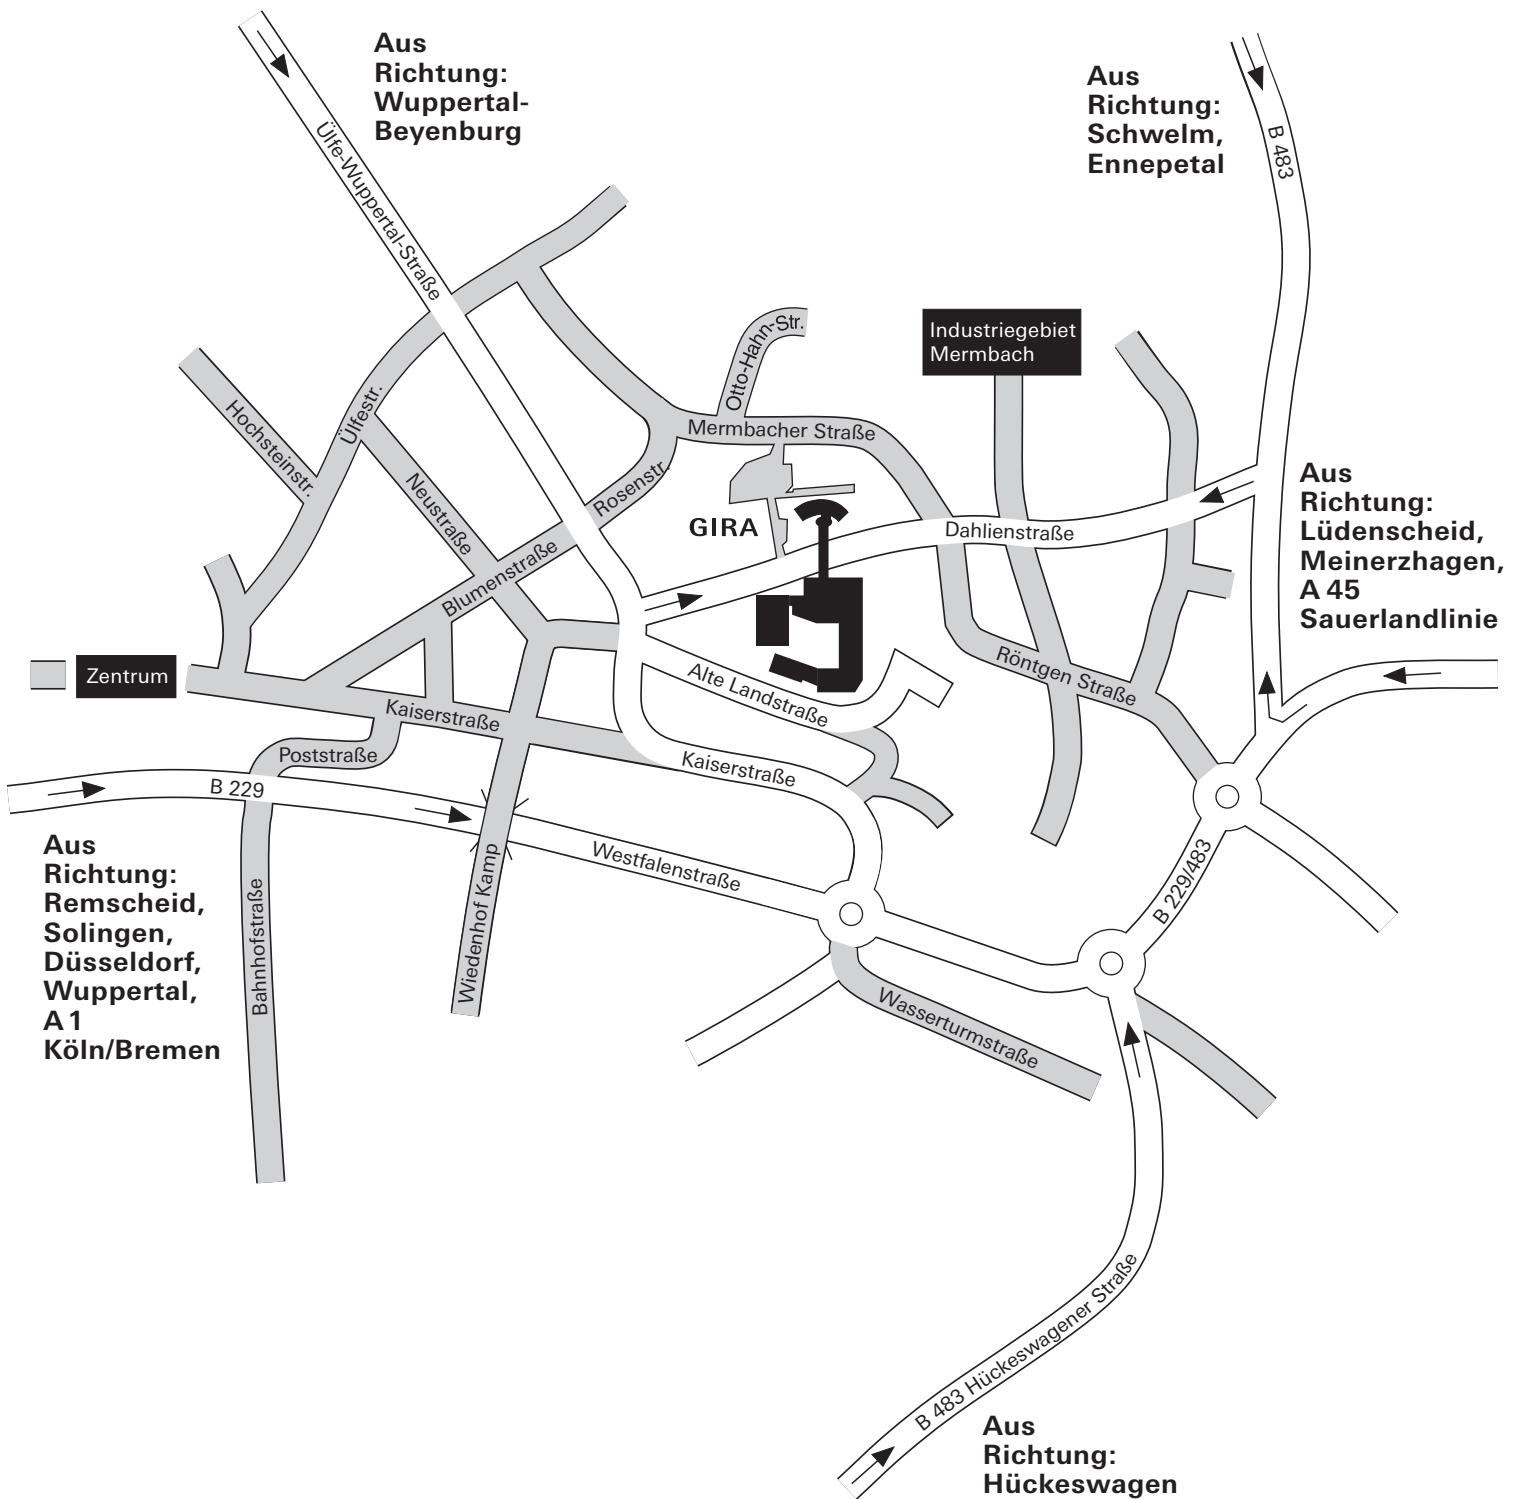 Aus
Richtung:
Wuppertal-
Beyenburg
Aus
Richtung:
Schwelm,
Ennepetal
B 483
Ülfe-Wuppertal-Straße
Otto-Hahn-Str.
Industriegebiet
Mermbach
Hochsteinstr.
Ülfestr.
Mermbacher Straße
Neustraße
Rosenstr.
GIRA
Dahlienstraße
Aus
Richtung:
Lüdenscheid,
Meinerzhagen,
A 45
Sauerlandlinie
Blumenstraße
Zentrum
Röntgen Straße
Alte Landstraße
Kaiserstraße
Poststraße
Kaiserstraße
B 229
Aus
Richtung:
Remscheid,
Solingen,
Düsseldorf,
Wuppertal,
A 1
Köln/Bremen
Westfalenstraße
B 229/483
Bahnhofstraße
Wiedenhof Kamp
Wasserturmstraße
B 483 Hückeswagener Straße
Aus
Richtung:
Hückeswagen